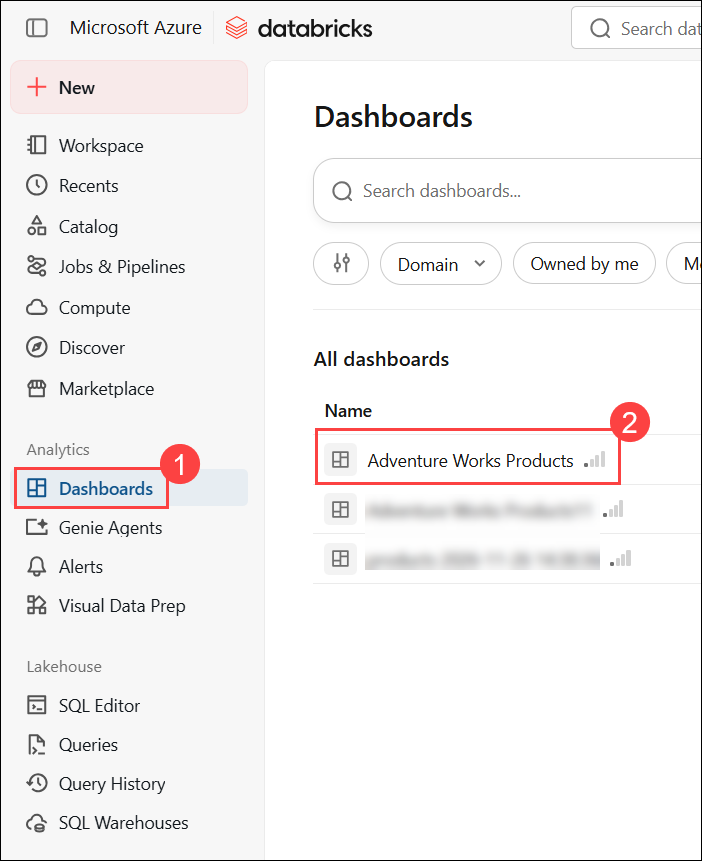 Microsoft Azure databricks Search dat
New
Workspace
Recents
Catalog
Jobs & Pipelines
Compute
Discover
Marketplace
Analytics
1
Dashboards
Genie Agents
Alerts
Visual Data Prep
Lakehouse
SQL Editor
Queries
Query History
SQL Warehouses
Dashboards
Search dashboards...
Domain Owned by me
All dashboards
Name
2
Adventure Works Products